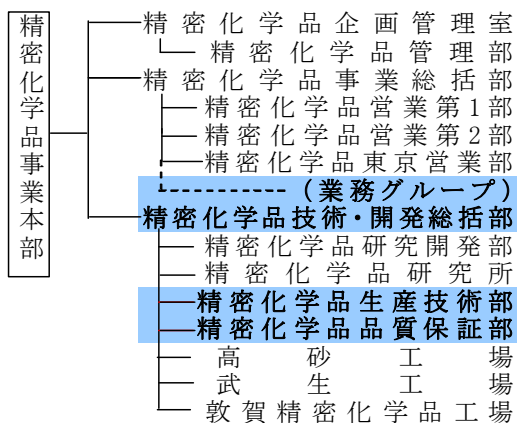 精密化学品事業本部
精密化学品企画管理室
精密化学品管理部
精密化学品事業総括部
精密化学品営業第1部
精密化学品営業第2部
精密化学品東京営業部
(業務グループ)
精密化学品技術・開発総括部
精密化学品研究開発部
精密化学品研究所
精密化学品生産技術部
精密化学品品質保証部
高砂工場
武生工場
敦賀精密化学品工場